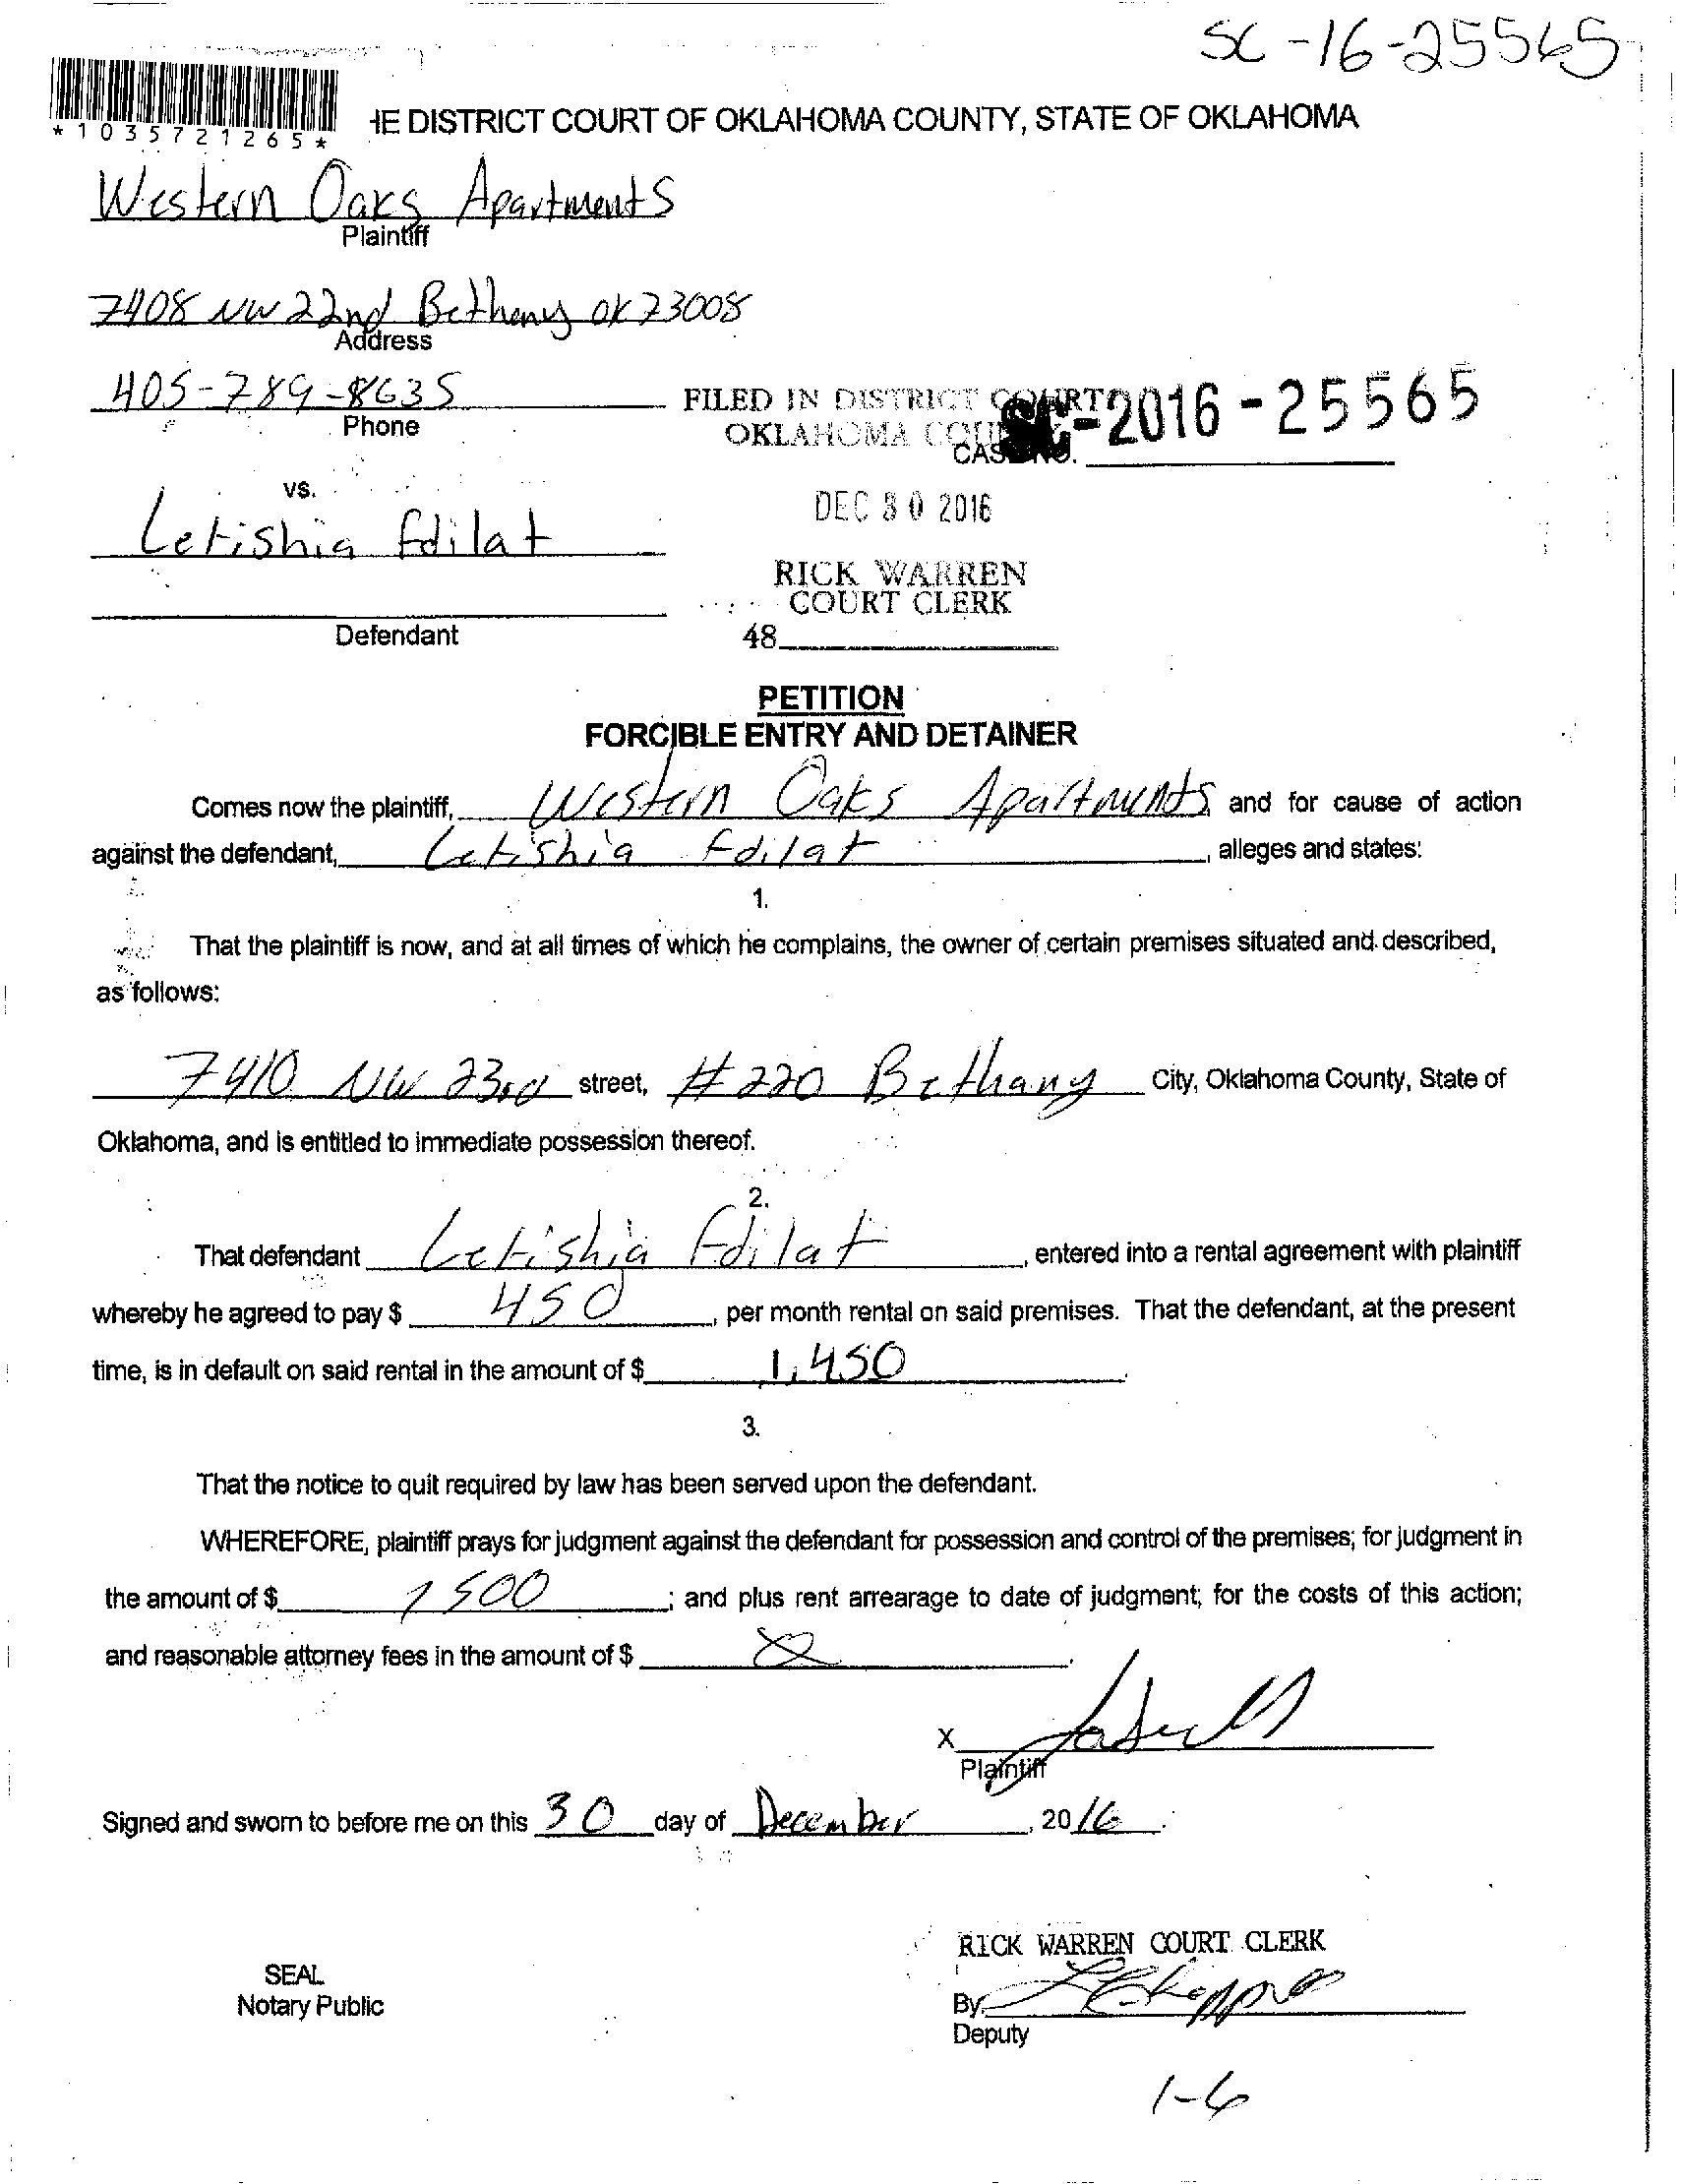 SC-16-25565
*1035721265*
HE DISTRICT COURT OF OKLAHOMA COUNTY, STATE OF OKLAHOMA
Western Oaks Apartments
Plaintiff
7408 NW 22nd Bethany OK 73008
Address
405-789-8635
Phone
FILED IN DISTRICT COURT
OKLAHOMA COUNTY
SC-2016-25565
CASE NO.
vs.
DEC 30 2016
Letishia Edilat
RICK WARREN
COURT CLERK
Defendant
48
PETITION
FORCIBLE ENTRY AND DETAINER
Comes now the plaintiff, Western Oaks Apartments and for cause of action
against the defendant, Letishia Edilat, alleges and states:
1.
That the plaintiff is now, and at all times of which he complains, the owner of certain premises situated and described,
as follows:
7410 NW 23rd street, #220 Bethany City, Oklahoma County, State of
Oklahoma, and is entitled to immediate possession thereof.
2.
That defendant Letishia Edilat, entered into a rental agreement with plaintiff
whereby he agreed to pay $ 450, per month rental on said premises. That the defendant, at the present
time, is in default on said rental in the amount of $ 1,450.
3.
That the notice to quit required by law has been served upon the defendant.
WHEREFORE, plaintiff prays for judgment against the defendant for possession and control of the premises; for judgment in
the amount of $ 1500; and plus rent arrearage to date of judgment; for the costs of this action;
and reasonable attorney fees in the amount of $
X
Plaintiff
Signed and sworn to before me on this 30 day of December, 2016.
RICK WARREN COURT CLERK
SEAL
Notary Public
By
Deputy
1-6